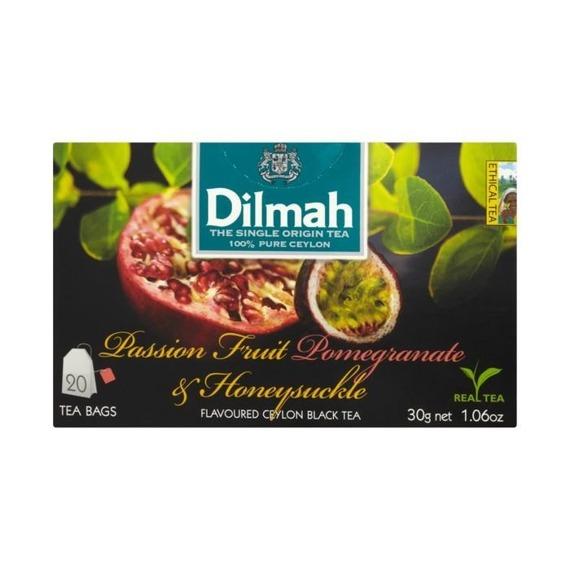 Dilmah
THE SINGLE ORIGIN TEA
100% PURE CEYLON
ETHICAL TEA
Passion Fruit Pomegranate
& Honeysuckle
FLAVOURED CEYLON BLACK TEA
20
TEA BAGS
30g net 1.06oz
REAL TEA